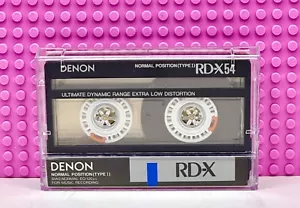 DENON NORMAL POSITION (TYPE I) RD-X54
ULTIMATE DYNAMIC RANGE EXTRA LOW DISTORTION
DENON RD-X
NORMAL POSITION (TYPE I)
FOR MUSIC RECORDING